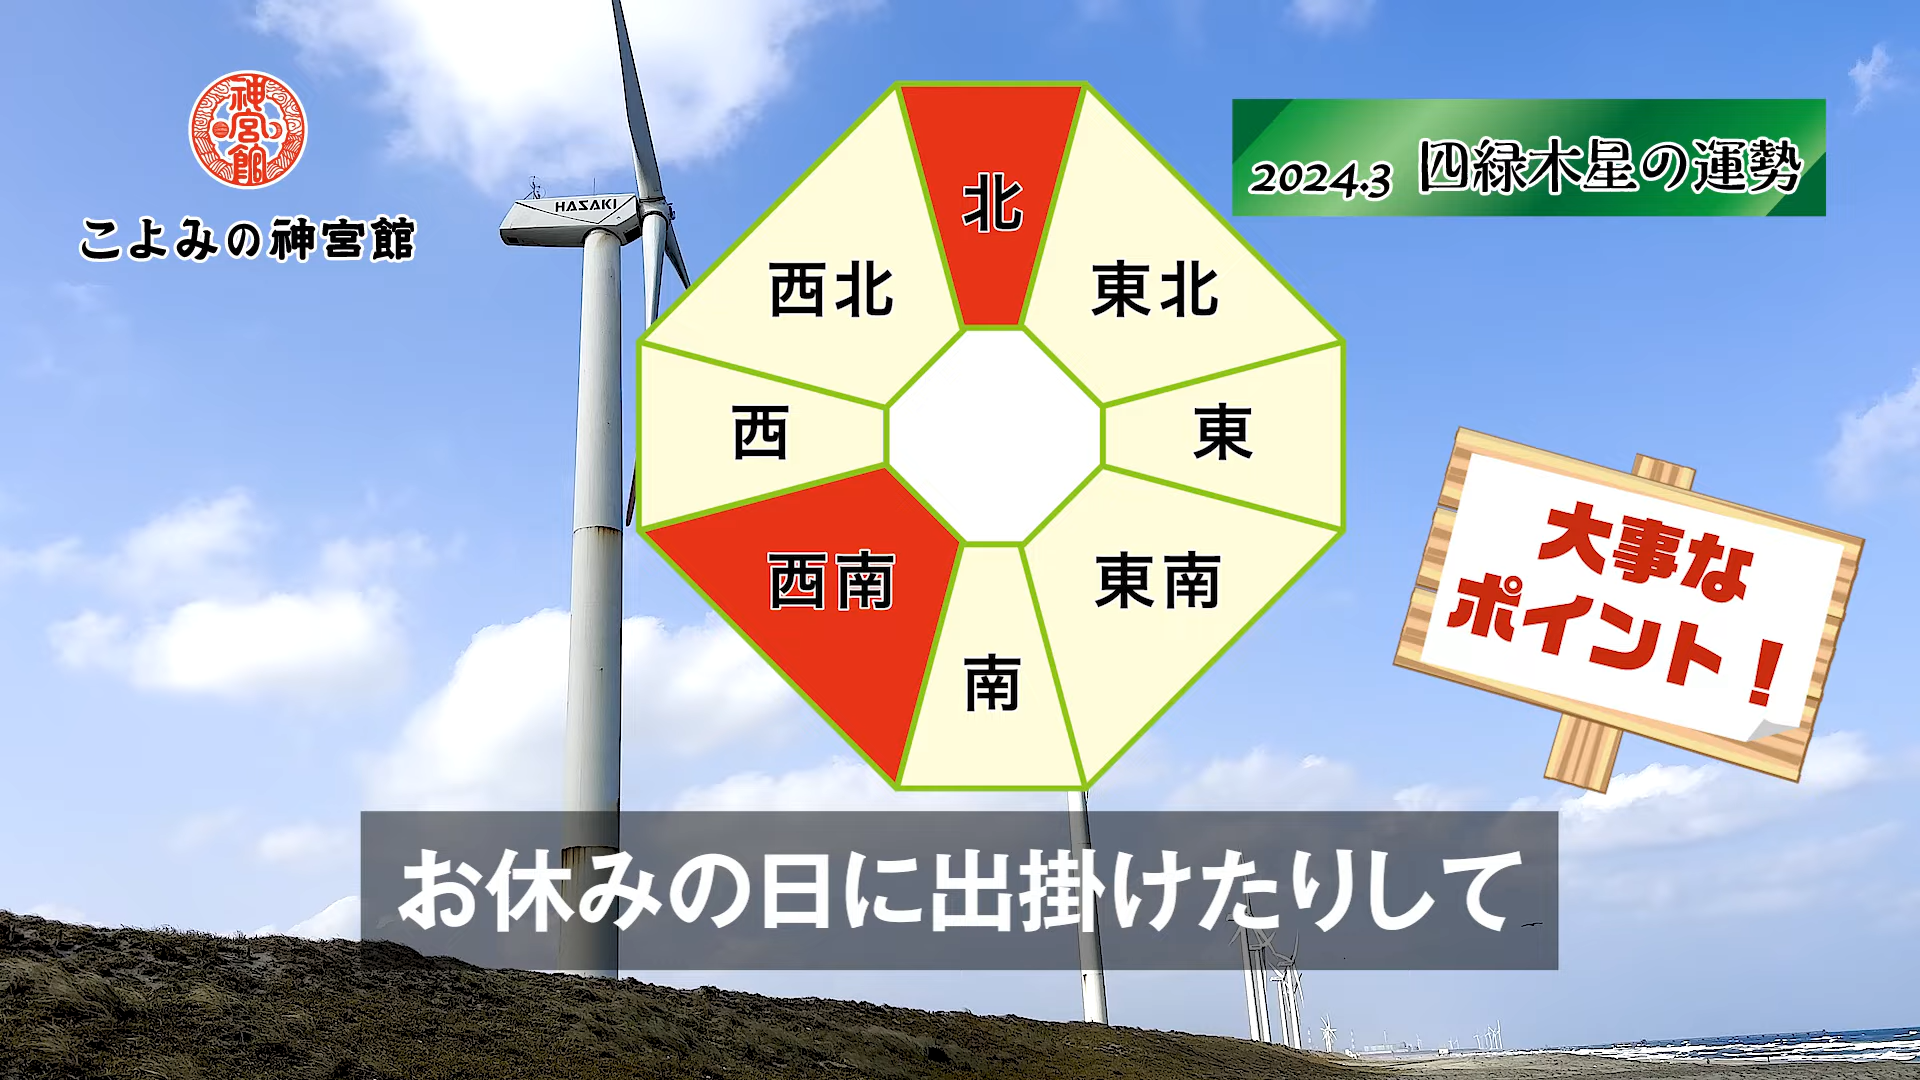 神宮館
こよみの神宮館
HASAKI
2024.3 四緑木星の運勢
北
西北
東北
西
東
西南
東南
南
大事な
ポイント！
お休みの日に出掛けたりして